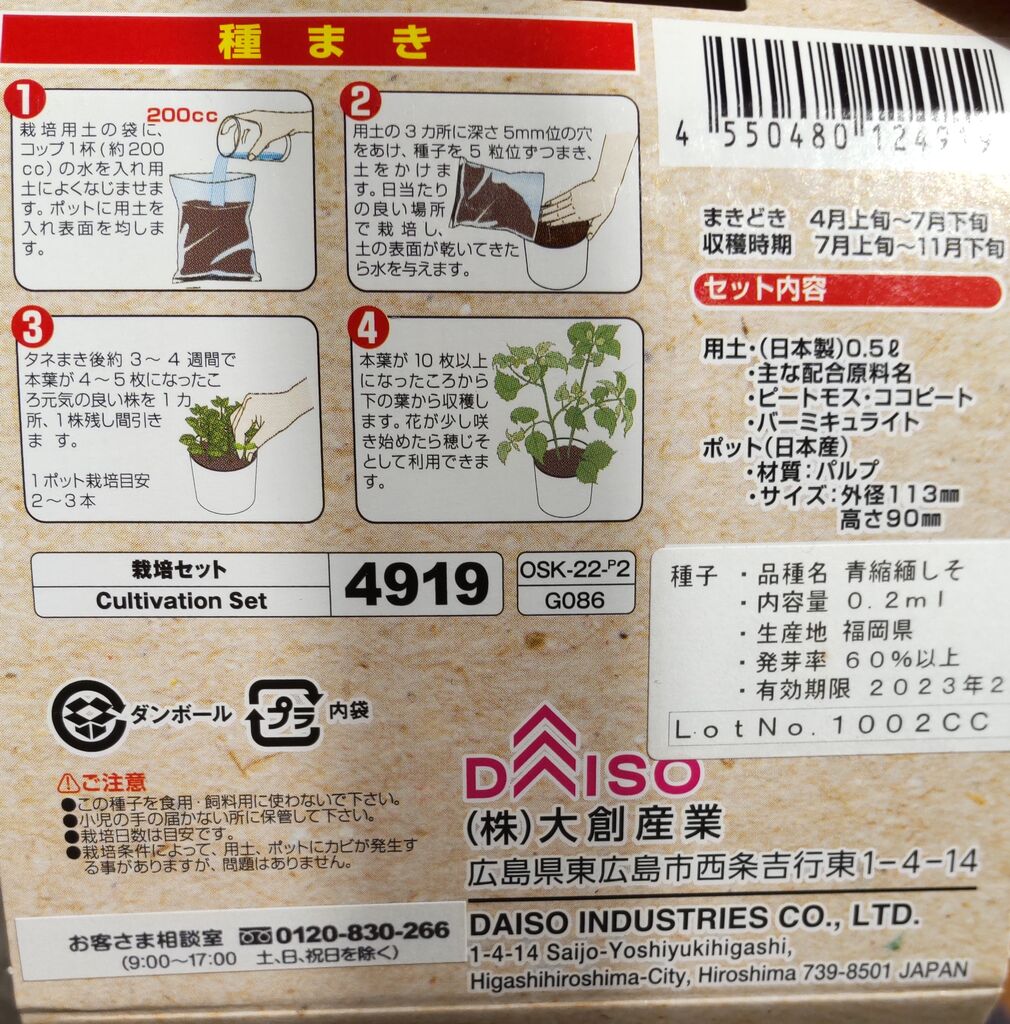 種まき
1
200cc
栽培用土の袋に、
コップ1杯(約200
cc)の水を入れ用
土によくなじませま
す。ポットに用土を
入れ表面を均しま
す。
2
用土の3カ所に深さ5mm位の穴
をあけ、種子を5粒位ずつまき、
土をかけま
す。日当たり
の良い場所
で栽培し、
土の表面が乾いてきた
ら水を与えます。
3
タネまき後約3～4週間で
本葉が4～5枚になったこ
ろ元気の良い株を1カ
所、1株残し間引き
ます。
1ポット栽培目安
2～3本
4
本葉が10枚以上
になったころから
下の葉から収穫し
ます。花が少し咲
き始めたら穂じそ
として利用できま
す。
4 550480 124919
まきどき 4月上旬～7月下旬
収穫時期 7月上旬～11月下旬
セット内容
用土・(日本製)0.5ℓ
・主な配合原料名
・ピートモス・ココピート
・バーミキュライト
ポット(日本産)
・材質：パルプ
・サイズ：外径113㎜
高さ90㎜
栽培セット
Cultivation Set
4919
OSK-22-P2
G086
種子 ・品種名 青縮緬しそ
・内容量 0.2ml
・生産地 福岡県
・発芽率 60%以上
・有効期限 2023年2
LotNo.1002CC
ダンボール
プラ
内袋
ご注意
●この種子を食用・飼料用に使わないで下さい。
●小児の手の届かない所に保管して下さい。
●栽培日数は目安です。
●栽培条件によって、用土、ポットにカビが発生す
る事がありますが、問題はありません。
DAISO
(株)大創産業
広島県東広島市西条吉行東1-4-14
DAISO INDUSTRIES CO., LTD.
1-4-14 Saijo-Yoshiyukihigashi,
Higashihiroshima-City, Hiroshima 739-8501 JAPAN
お客さま相談室 0120-830-266
(9:00～17:00 土、日、祝日を除く)